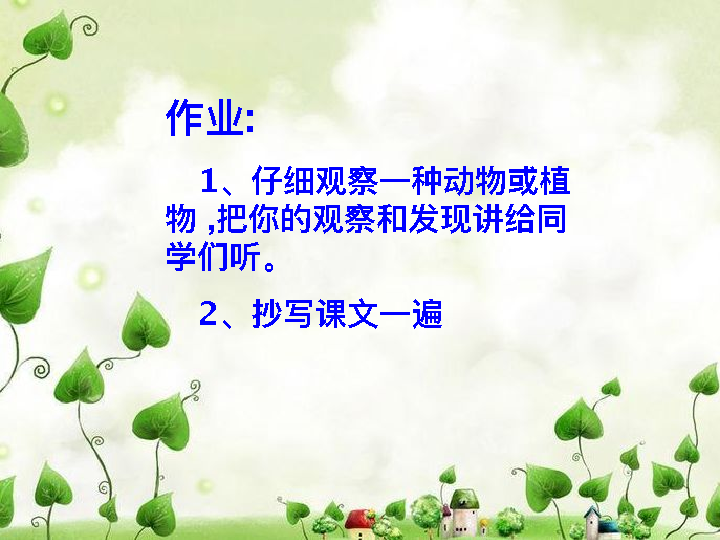 作业:
1、仔细观察一种动物或植
物 ,把你的观察和发现讲给同
学们听。
2、抄写课文一遍